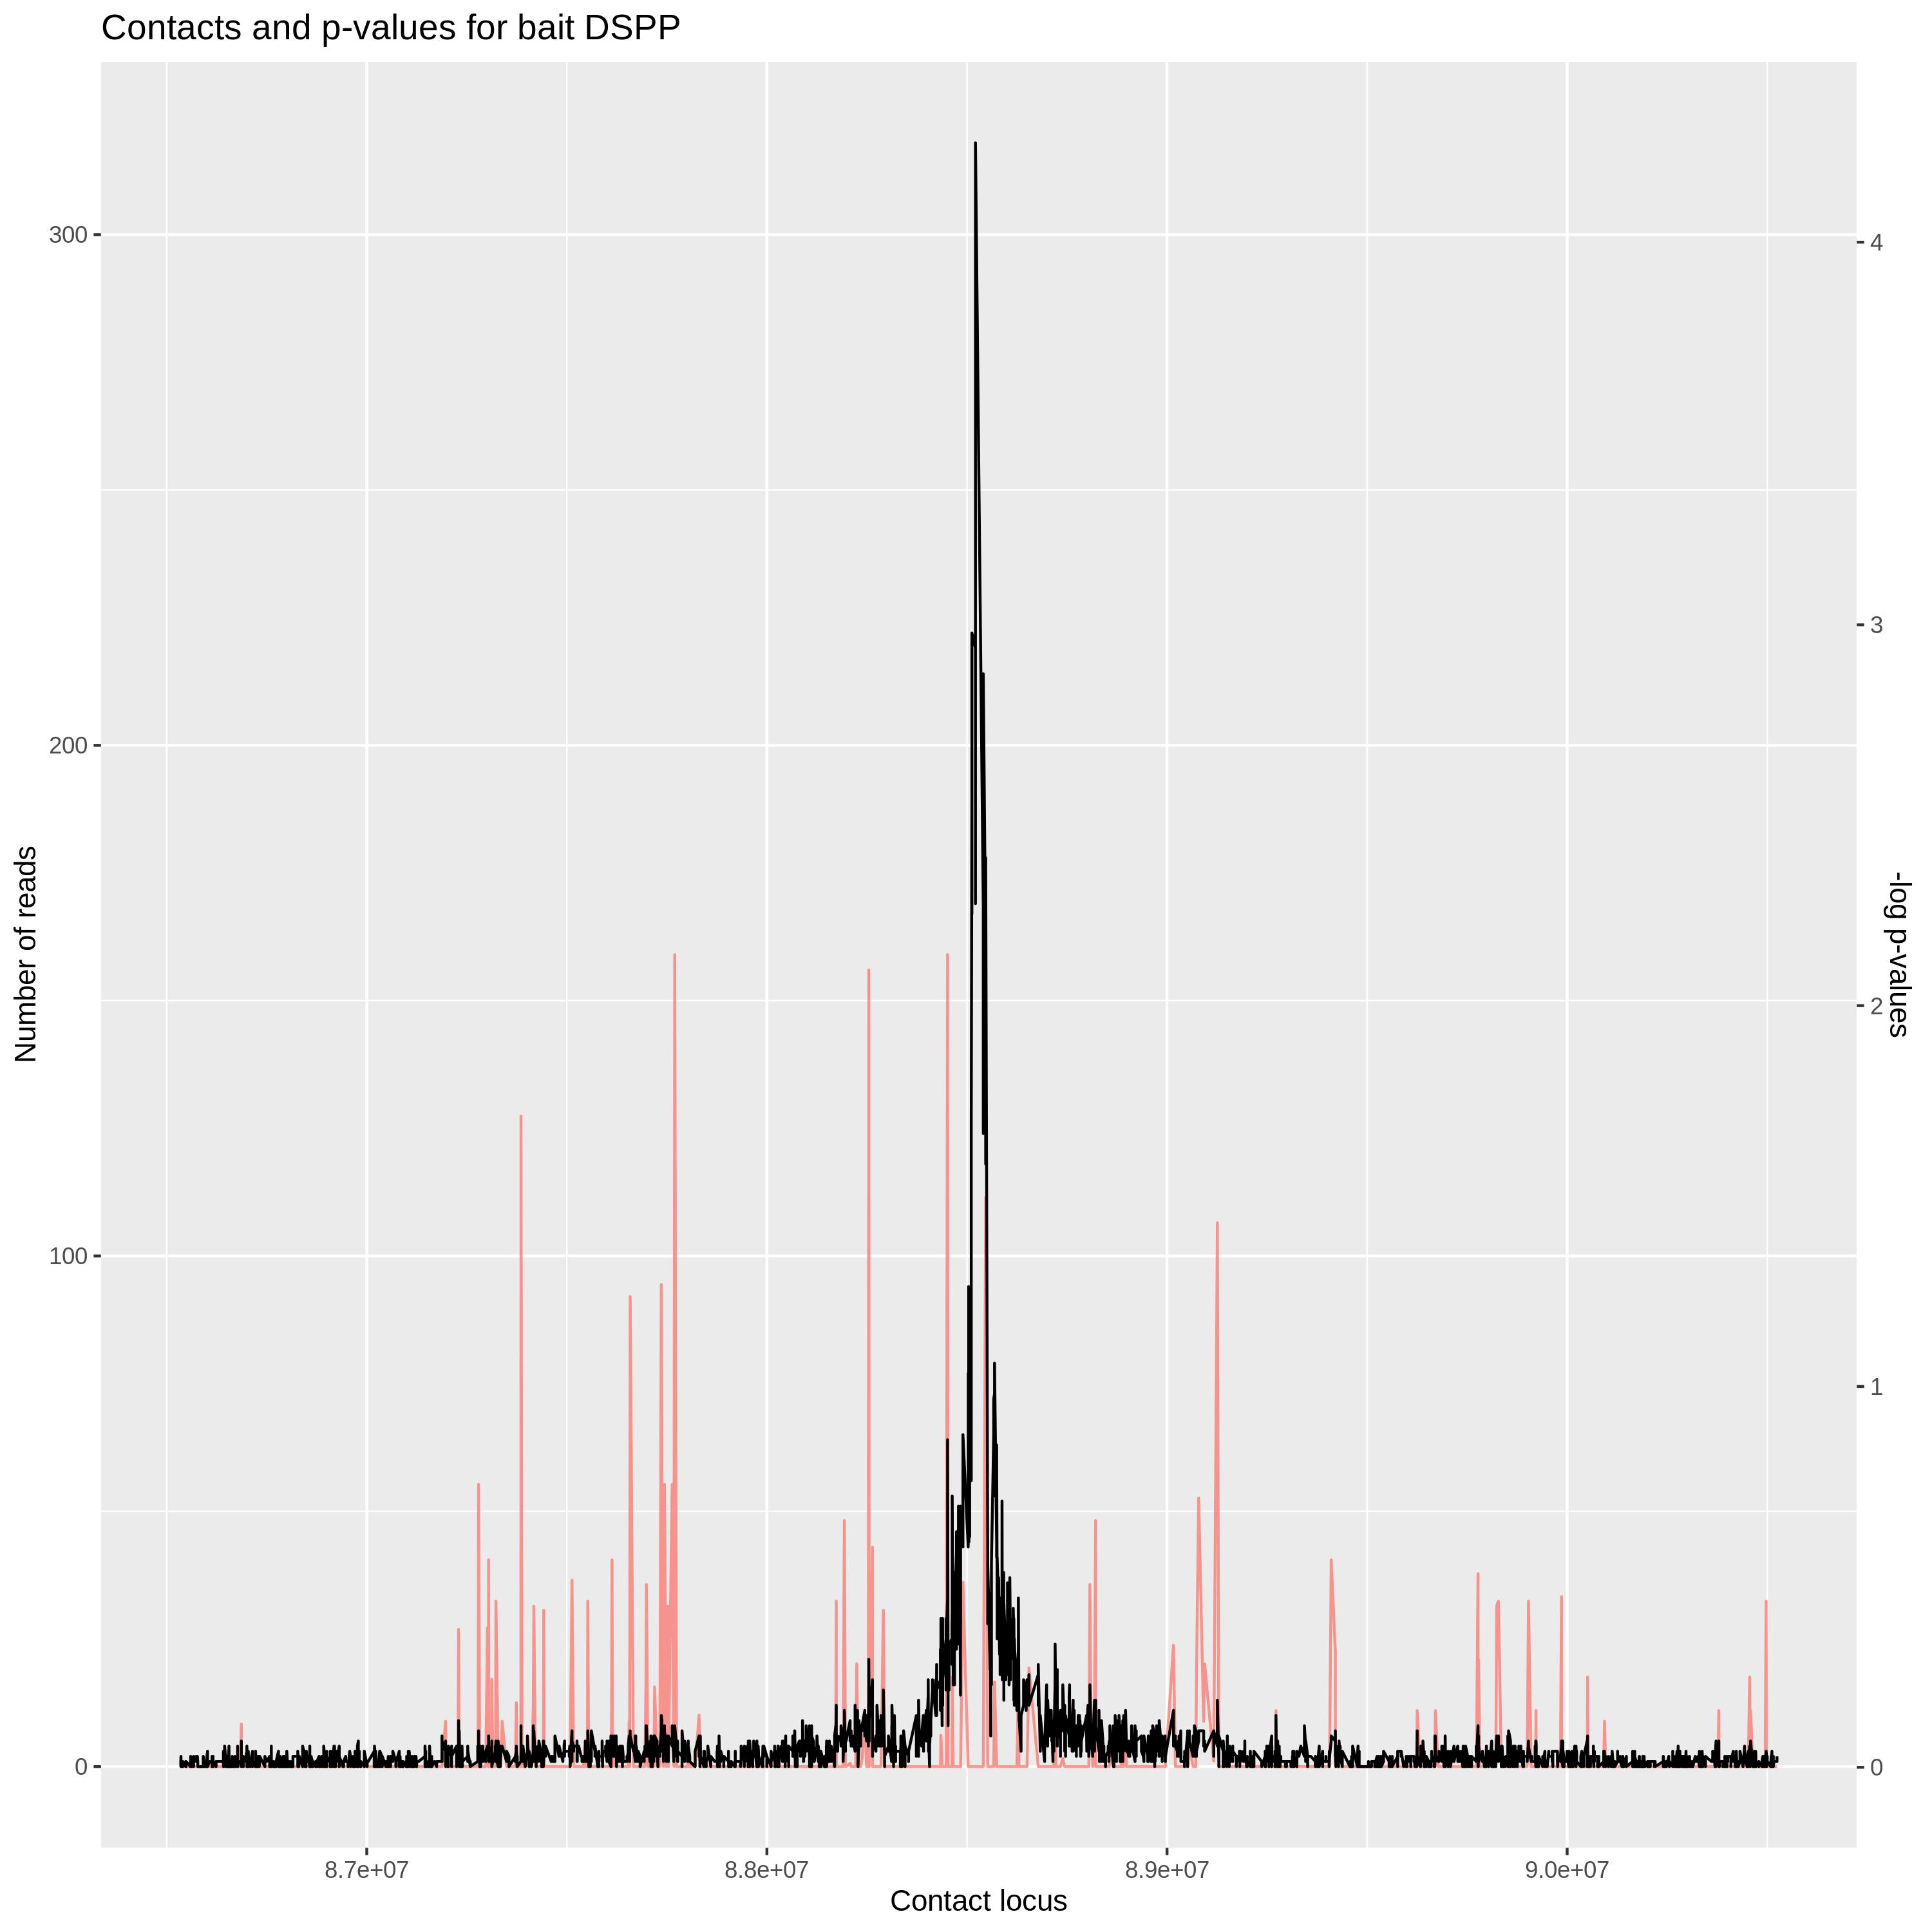 Contacts and p-values for bait DSPP
Number of reads
300
200
100
0
4
3
2
1
0
-log p-values
8.7e+07
8.8e+07
8.9e+07
9.0e+07
Contact locus